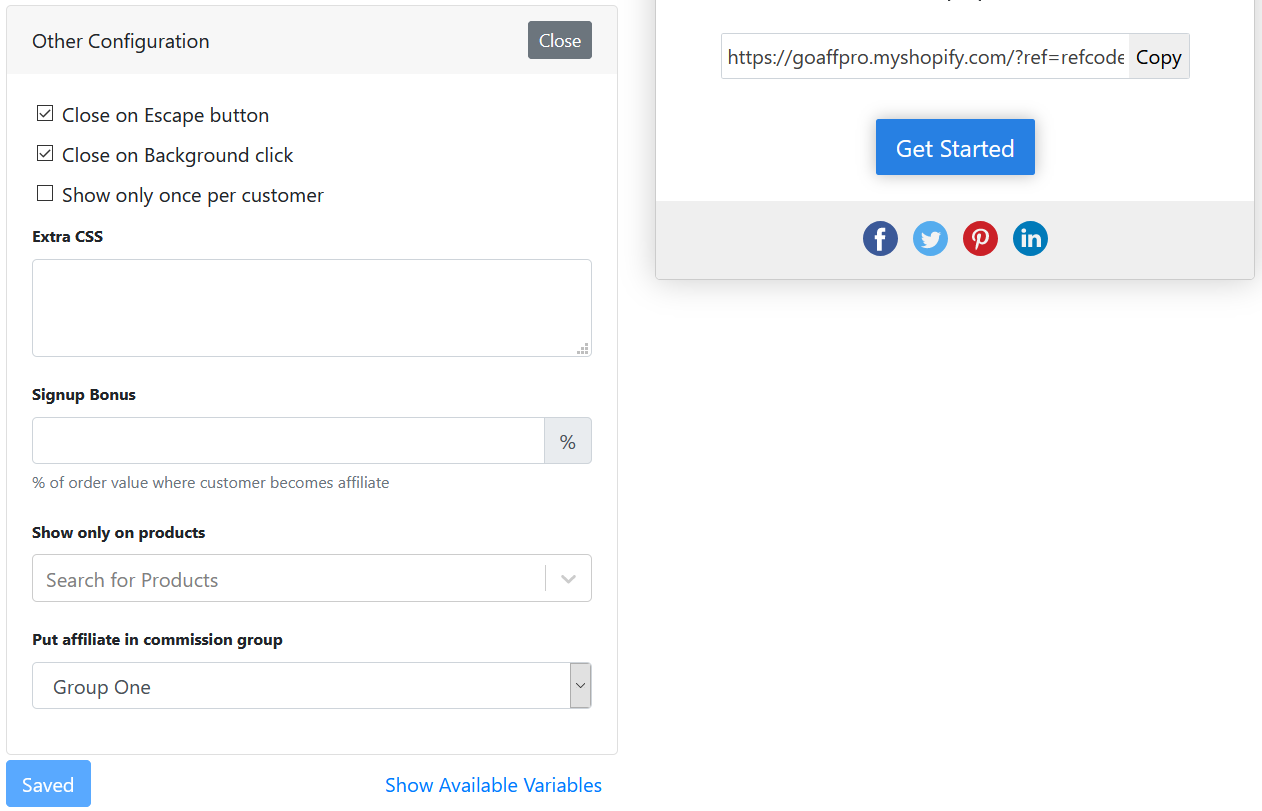 Other Configuration
Close
Close on Escape button
Close on Background click
Show only once per customer
Extra CSS
Signup Bonus
%
% of order value where customer becomes affiliate
Show only on products
Search for Products
Put affiliate in commission group
Group One
Saved
Show Available Variables
https://goaffpro.myshopify.com/?ref=refcode
Copy
Get Started